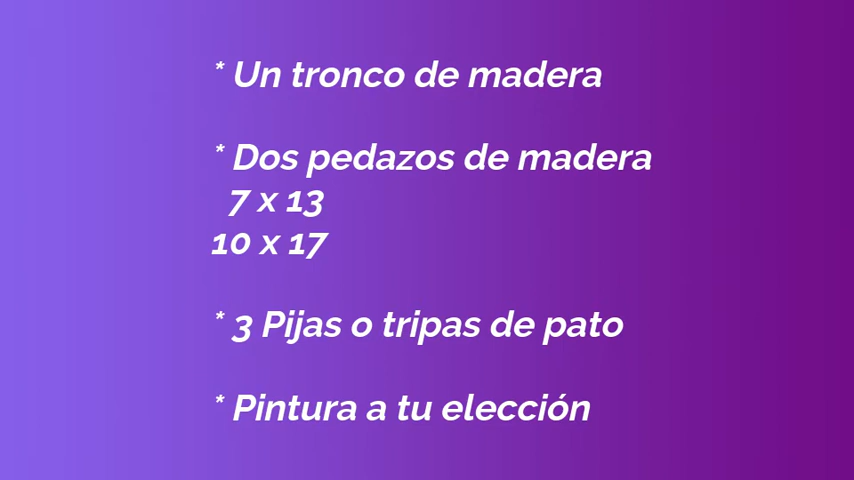 * Un tronco de madera
* Dos pedazos de madera
7 x 13
10 x 17
* 3 Pijas o tripas de pato
* Pintura a tu elección